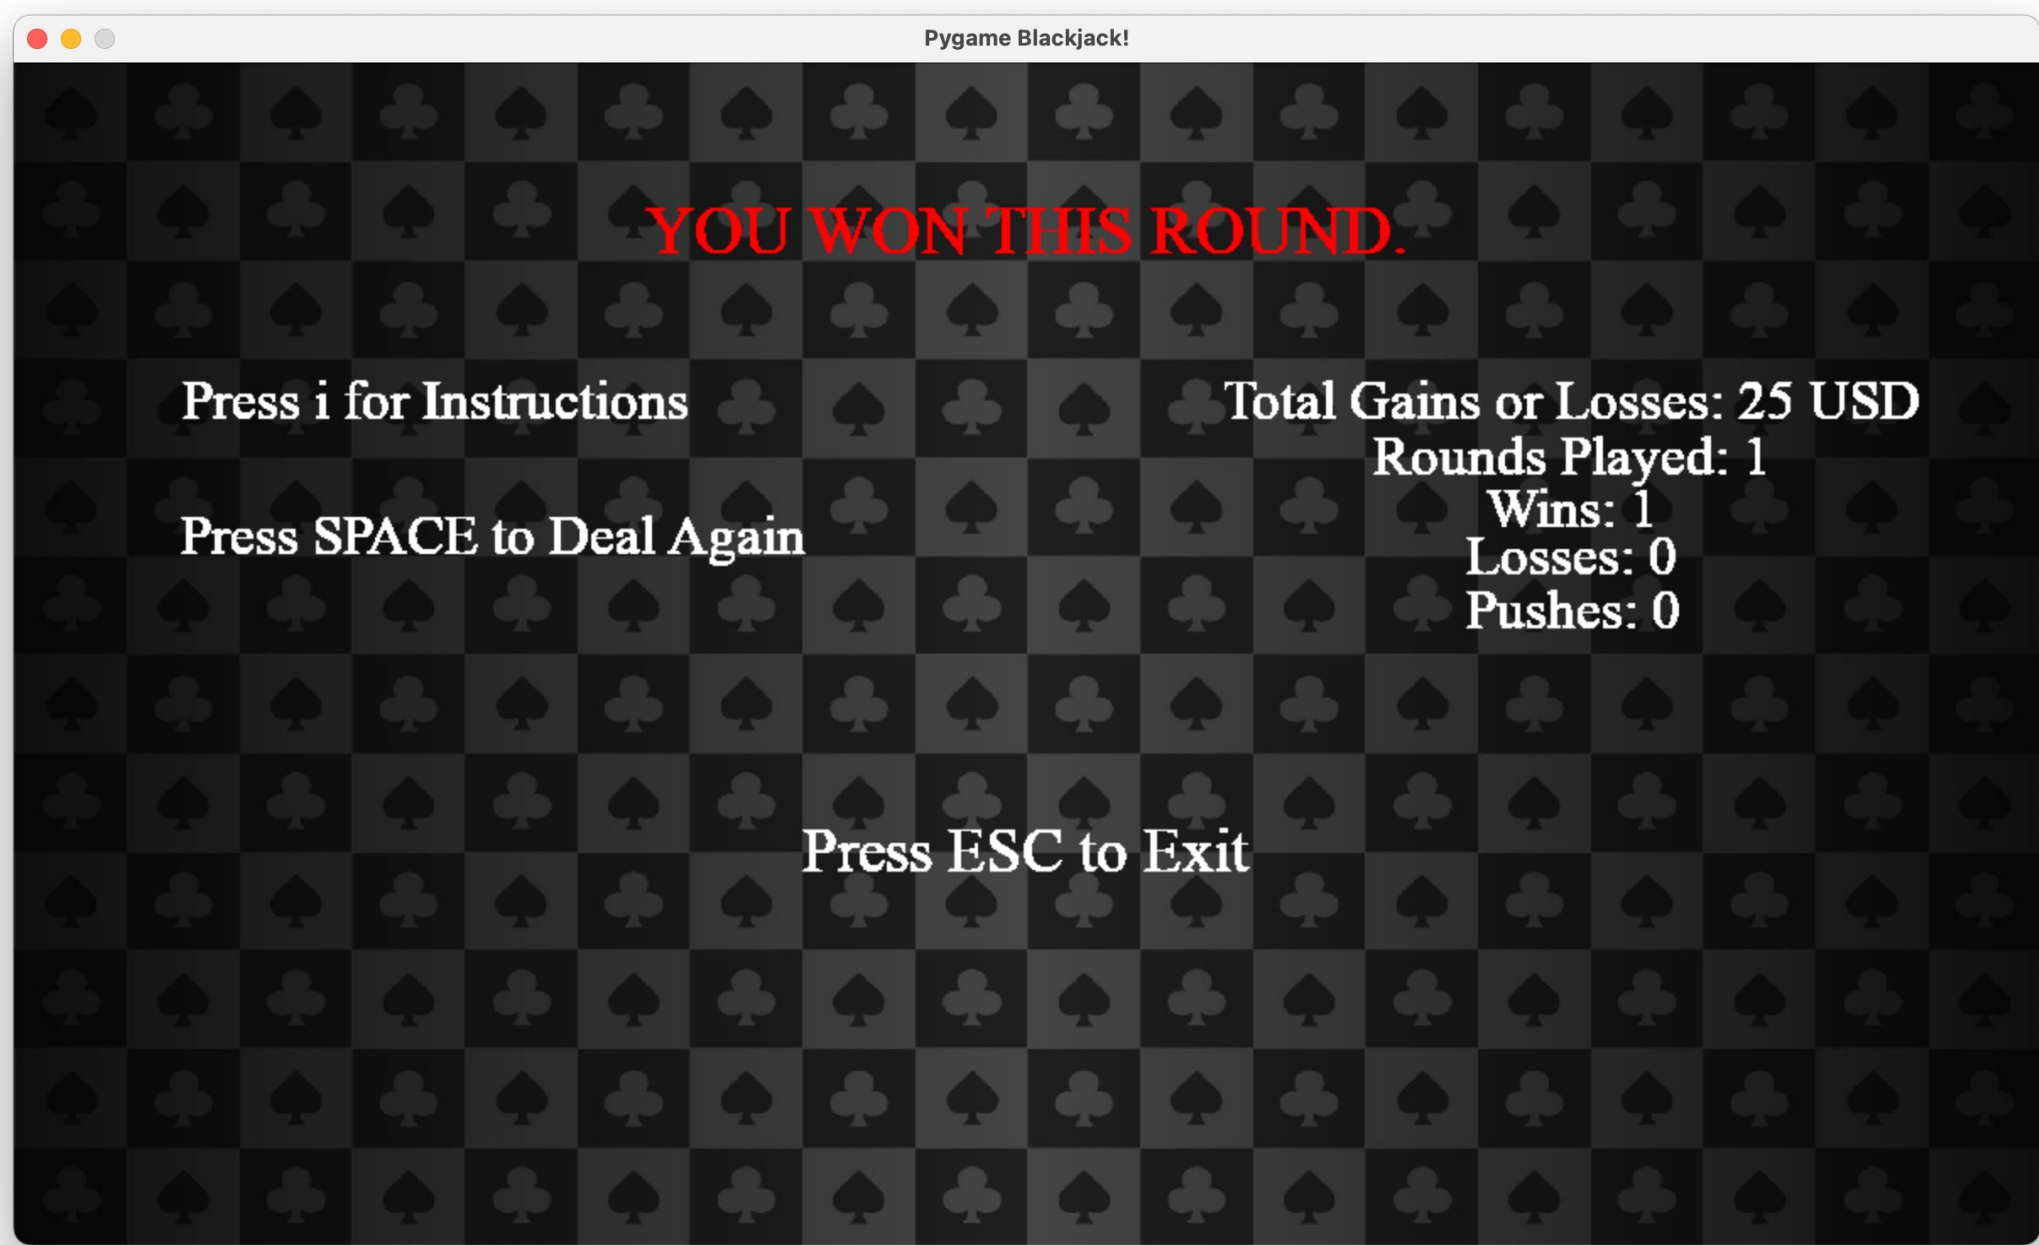 Pygame Blackjack!
YOU WON THIS ROUND.
Press i for Instructions
Press SPACE to Deal Again
Total Gains or Losses: 25 USD
Rounds Played: 1
Wins: 1
Losses: 0
Pushes: 0
Press ESC to Exit